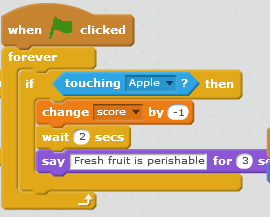 when clicked
forever
if touching Apple ? then
change score by -1
wait 2 secs
say Fresh fruit is perishable for 3